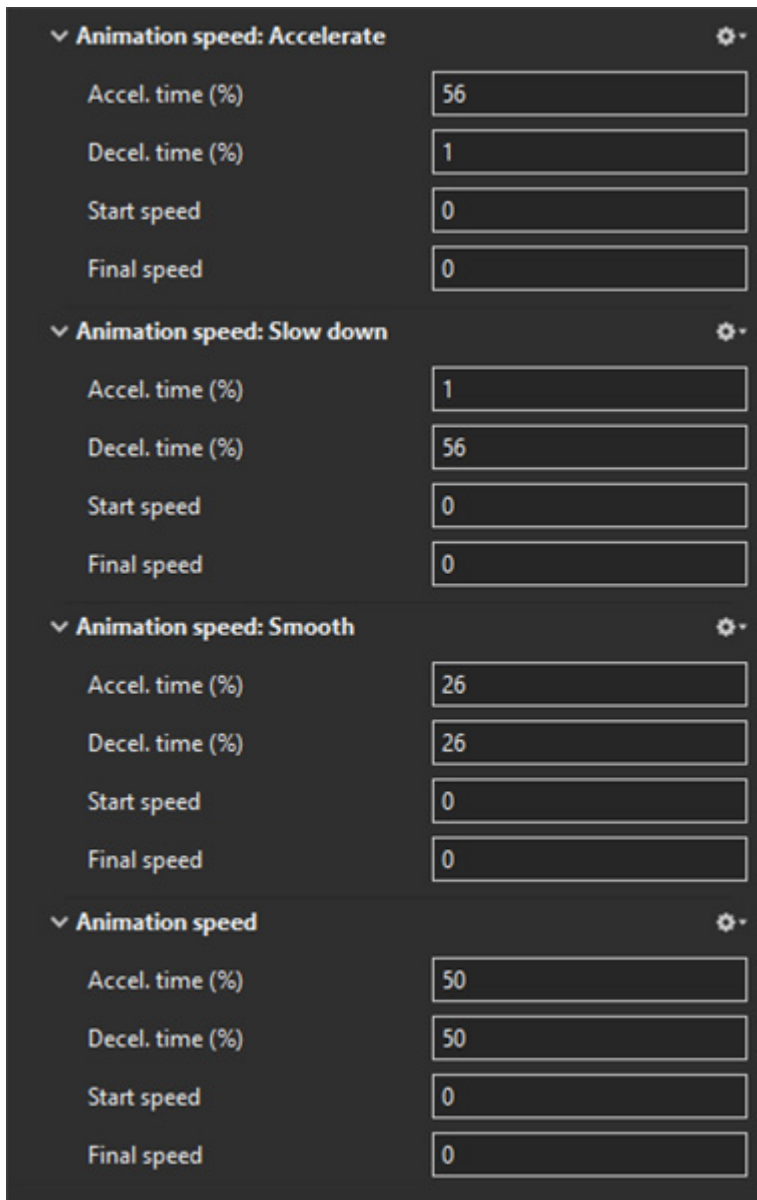 Animation speed: Accelerate
Accel. time (%) 56
Decel. time (%) 1
Start speed 0
Final speed 0
Animation speed: Slow down
Accel. time (%) 1
Decel. time (%) 56
Start speed 0
Final speed 0
Animation speed: Smooth
Accel. time (%) 26
Decel. time (%) 26
Start speed 0
Final speed 0
Animation speed
Accel. time (%) 50
Decel. time (%) 50
Start speed 0
Final speed 0